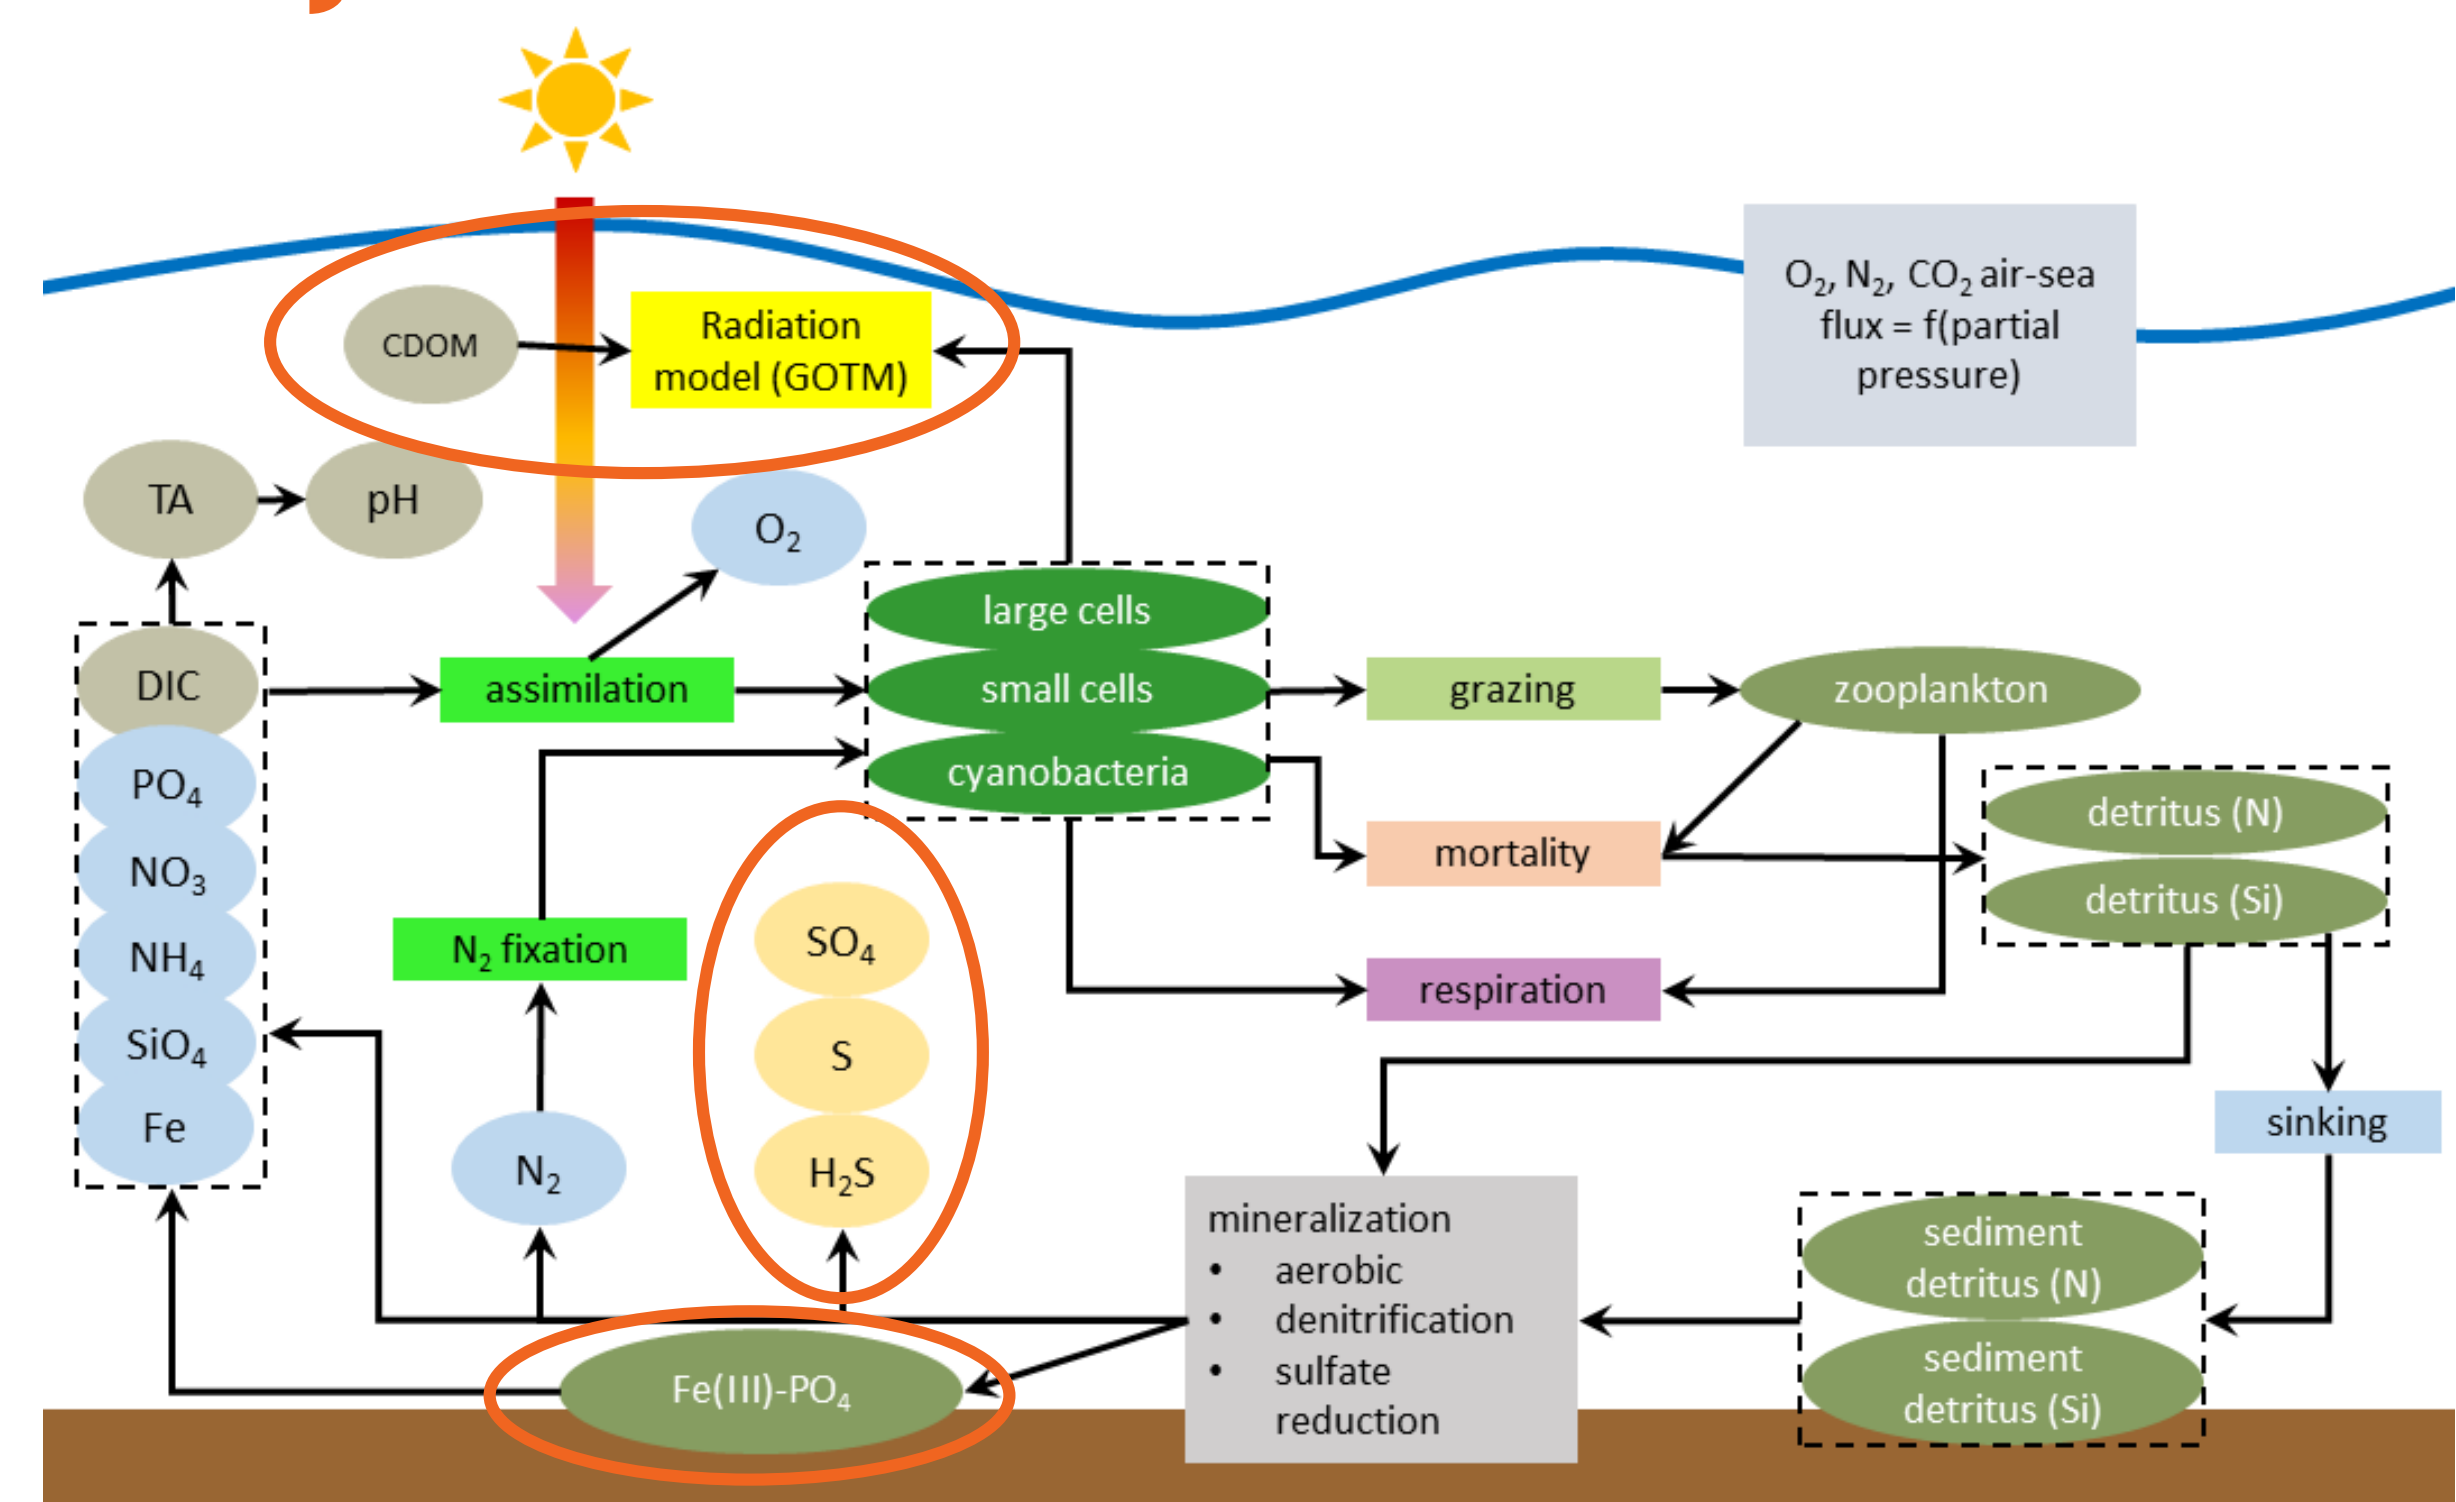 O₂, N₂, CO₂ air-sea
flux = f(partial
pressure)
CDOM
Radiation
model (GOTM)
TA
pH
O₂
large cells
DIC
assimilation
small cells
grazing
zooplankton
cyanobacteria
PO₄
NO₃
NH₄
SiO₄
Fe
mortality
detritus (N)
detritus (Si)
N₂ fixation
SO₄
S
H₂S
respiration
N₂
sinking
mineralization
• aerobic
• denitrification
• sulfate
reduction
sediment
detritus (N)
sediment
detritus (Si)
Fe(III)-PO₄